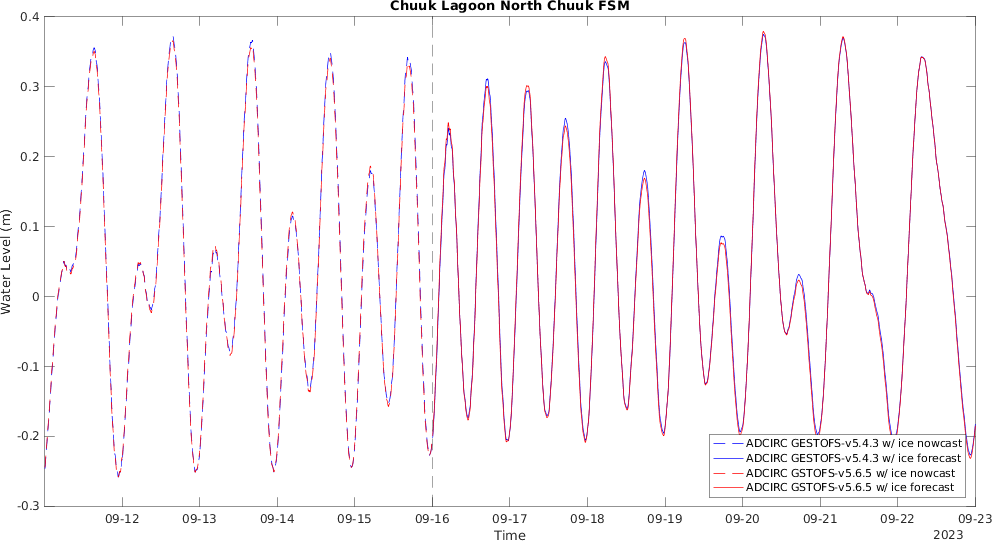 Chuuk Lagoon North Chuuk FSM
0.4
0.3
0.2
0.1
0
-0.1
-0.2
-0.3
Water Level (m)
09-12 09-13 09-14 09-15 09-16 09-17 09-18 09-19 09-20 09-21 09-22 09-23
Time
2023
ADCIRC GESTOFS-v5.4.3 w/ ice nowcast
ADCIRC GESTOFS-v5.4.3 w/ ice forecast
ADCIRC GSTOFS-v5.6.5 w/ ice nowcast
ADCIRC GSTOFS-v5.6.5 w/ ice forecast